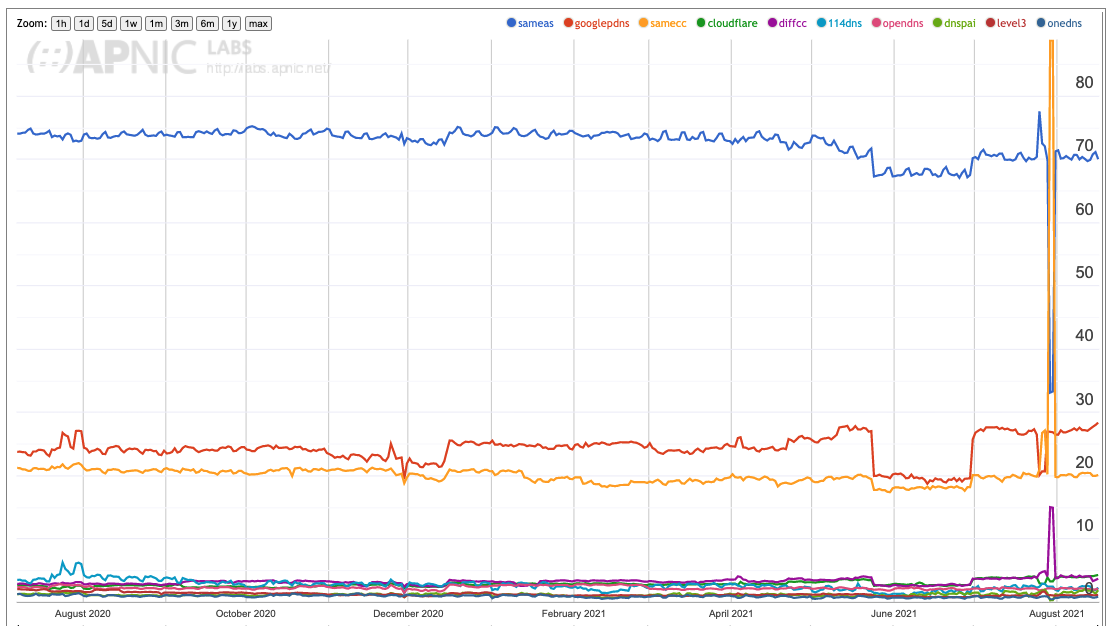 Zoom: 1h 1d 5d 1w 1m 3m 6m 1y max
sameas googlepdns samecc cloudflare diffcc 114dns opendns dnspai level3 onedns
APNIC LABS
http://labs.apnic.net/
80
70
60
50
40
30
20
10
0
August 2020 October 2020 December 2020 February 2021 April 2021 June 2021 August 2021